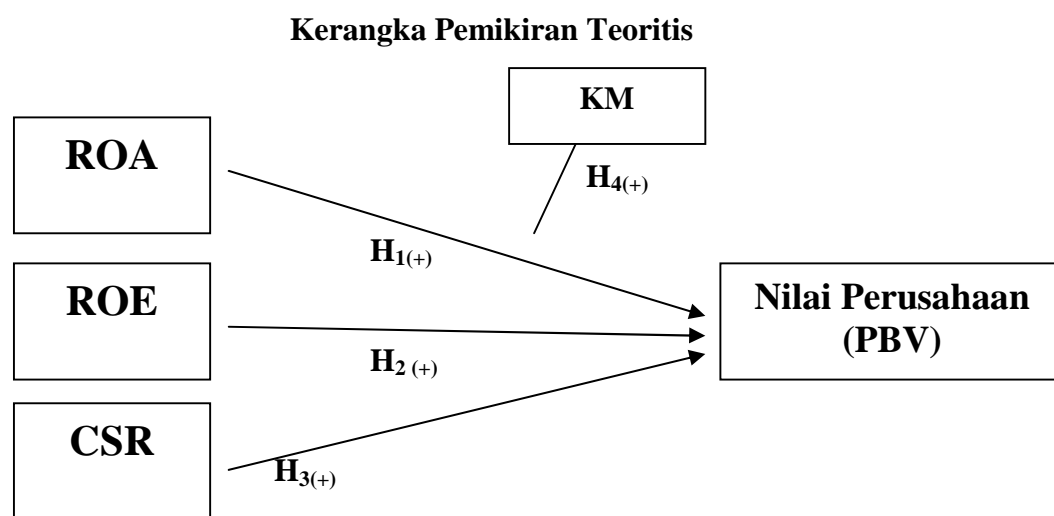 Kerangka Pemikiran Teoritis
KM
ROA
H4(+)
H1(+)
ROE
Nilai Perusahaan
(PBV)
H2 (+)
CSR
H3(+)